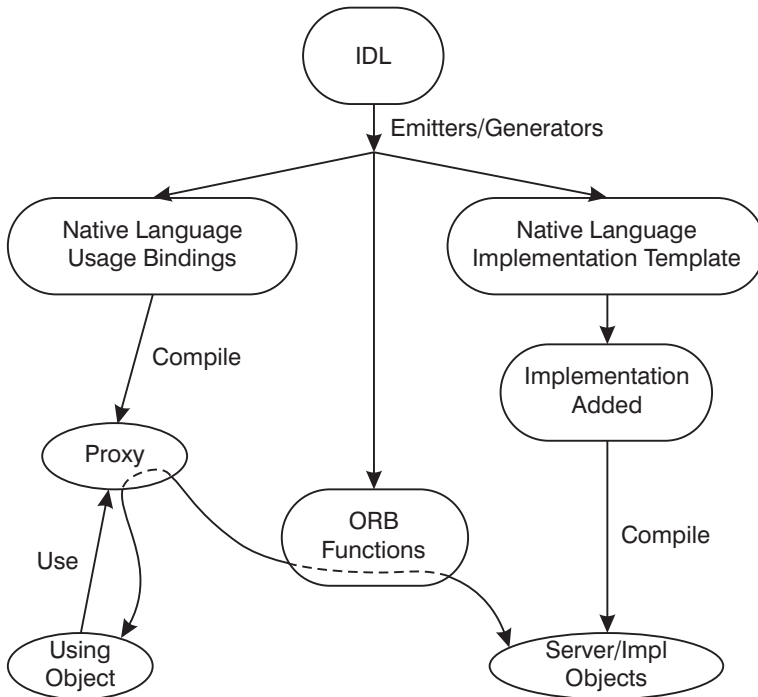 IDL
Emitters/Generators
Native Language
Usage Bindings
Native Language
Implementation Template
Compile
Implementation
Added
Proxy
ORB
Functions
Use
Compile
Using
Object
Server/Impl
Objects